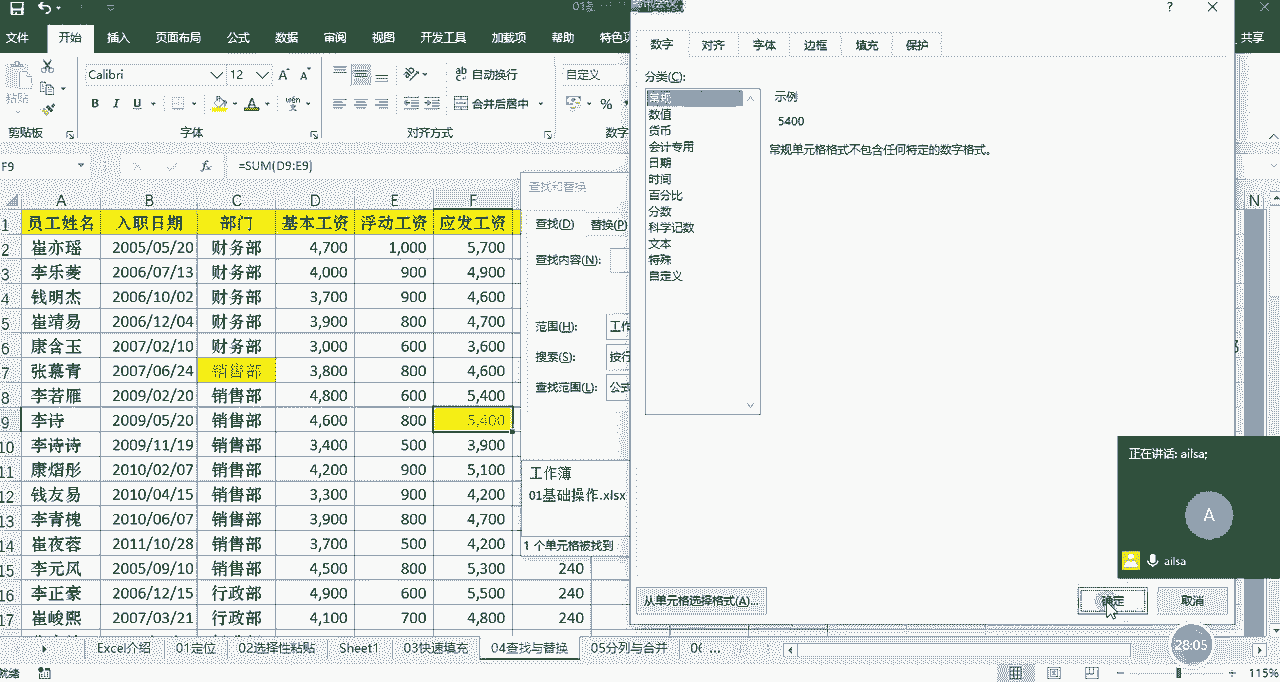 01基
文件 开始 插入 页面布局 公式 数据 审阅 视图 开发工具 加载项 帮助 特色 共享
Calibri 12 自动换行 自定义
粘贴 B I U A 合并后居中 %
剪贴板 字体 对齐方式 数字
F9 fx =SUM(D9:E9)
A B C D E F N
1 员工姓名 入职日期 部门 基本工资 浮动工资 应发工资
2 崔亦瑶 2005/05/20 财务部 4,700 1,000 5,700
3 李乐菱 2006/07/13 财务部 4,000 900 4,900
4 钱明杰 2006/10/02 财务部 3,700 900 4,600
5 崔靖易 2006/12/04 财务部 3,900 800 4,700
6 康含玉 2007/02/10 财务部 3,000 600 3,600
7 张慕青 2007/06/24 销售部 3,800 800 4,600
8 李若雁 2009/02/20 销售部 4,800 600 5,400
9 李诗 2009/05/20 销售部 4,600 800 5,400
10 李诗诗 2009/11/19 销售部 3,400 500 3,900
11 康熠彤 2010/02/07 销售部 4,200 900 5,100
12 钱友易 2010/04/15 销售部 3,300 900 4,200
13 李青槐 2010/06/07 销售部 3,900 800 4,700
14 崔夜蓉 2011/10/28 销售部 3,700 500 4,200
15 李元风 2005/09/10 销售部 4,500 800 5,300 240
16 李正豪 2006/12/15 行政部 4,900 600 5,500 240
17 崔峻熙 2007/03/21 行政部 4,100 700 4,800 240
查找和替换
查找(D) 替换(P)
查找内容(N):
范围(H): 工作
搜索(S): 按行
查找范围(L): 公式
工作簿
01基础操作.xlsx
1 个单元格被找到
?
数字 对齐 字体 边框 填充 保护
分类(C):
常规
数值
货币
会计专用
日期
时间
百分比
分数
科学记数
文本
特殊
自定义
示例
5400
常规单元格格式不包含任何特定的数字格式。
从单元格选择格式(A)...
确定 取消
正在讲话: ailsa;
A
ailsa
28:05
Excel介绍 01定位 02选择性粘贴 Sheet1 03快速填充 04查找与替换 05分列与合并 ...
就绪 115%